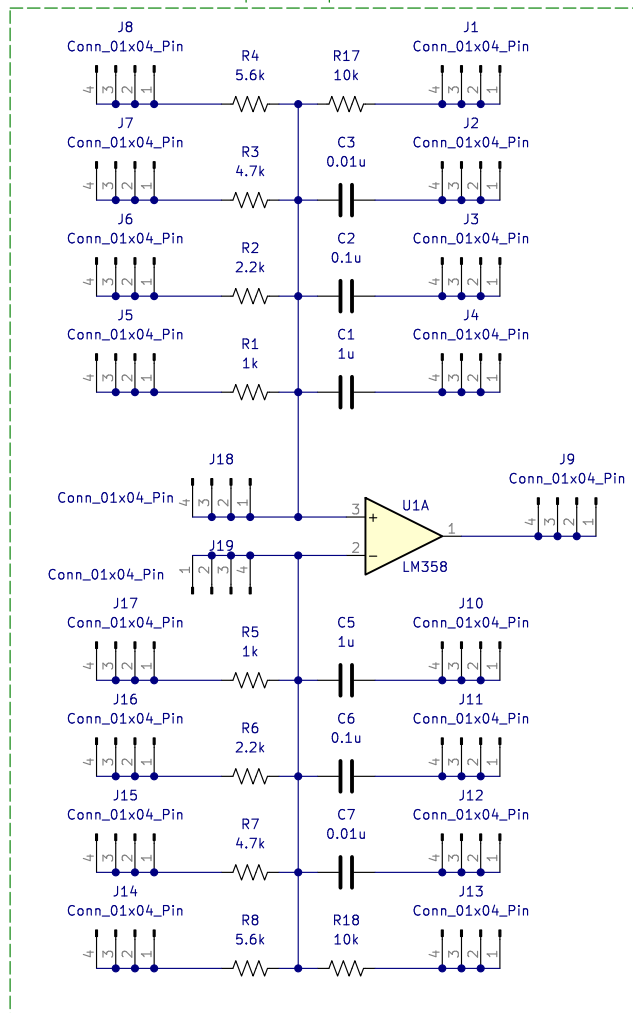 J8
Conn_01x04_Pin
4 3 2 1
R4
5.6k
R17
10k
J1
Conn_01x04_Pin
4 3 2 1
J7
Conn_01x04_Pin
4 3 2 1
R3
4.7k
C3
0.01u
J2
Conn_01x04_Pin
4 3 2 1
J6
Conn_01x04_Pin
4 3 2 1
R2
2.2k
C2
0.1u
J3
Conn_01x04_Pin
4 3 2 1
J5
Conn_01x04_Pin
4 3 2 1
R1
1k
C1
1u
J4
Conn_01x04_Pin
4 3 2 1
J18
Conn_01x04_Pin
4 3 2 1
J19
Conn_01x04_Pin
1 2 3 4
3
+
2
−
1
U1A
LM358
J9
Conn_01x04_Pin
4 3 2 1
J17
Conn_01x04_Pin
4 3 2 1
R5
1k
C5
1u
J10
Conn_01x04_Pin
4 3 2 1
J16
Conn_01x04_Pin
4 3 2 1
R6
2.2k
C6
0.1u
J11
Conn_01x04_Pin
4 3 2 1
J15
Conn_01x04_Pin
4 3 2 1
R7
4.7k
C7
0.01u
J12
Conn_01x04_Pin
4 3 2 1
J14
Conn_01x04_Pin
4 3 2 1
R8
5.6k
R18
10k
J13
Conn_01x04_Pin
4 3 2 1